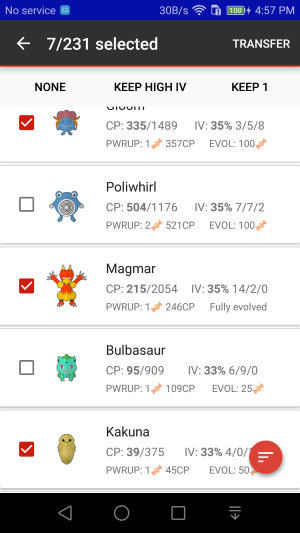 No service 30B/s 100 4:57 PM
7/231 selected TRANSFER
NONE KEEP HIGH IV KEEP 1
Gloom
CP: 335/1489 IV: 35% 3/5/8
PWRUP: 1 357CP EVOL: 100
Poliwhirl
CP: 504/1176 IV: 35% 7/7/2
PWRUP: 2 521CP EVOL: 100
Magmar
CP: 215/2054 IV: 35% 14/2/0
PWRUP: 1 246CP Fully evolved
Bulbasaur
CP: 95/909 IV: 33% 6/9/0
PWRUP: 1 109CP EVOL: 25
Kakuna
CP: 39/375 IV: 33% 4/0/
PWRUP: 1 45CP EVOL: 50